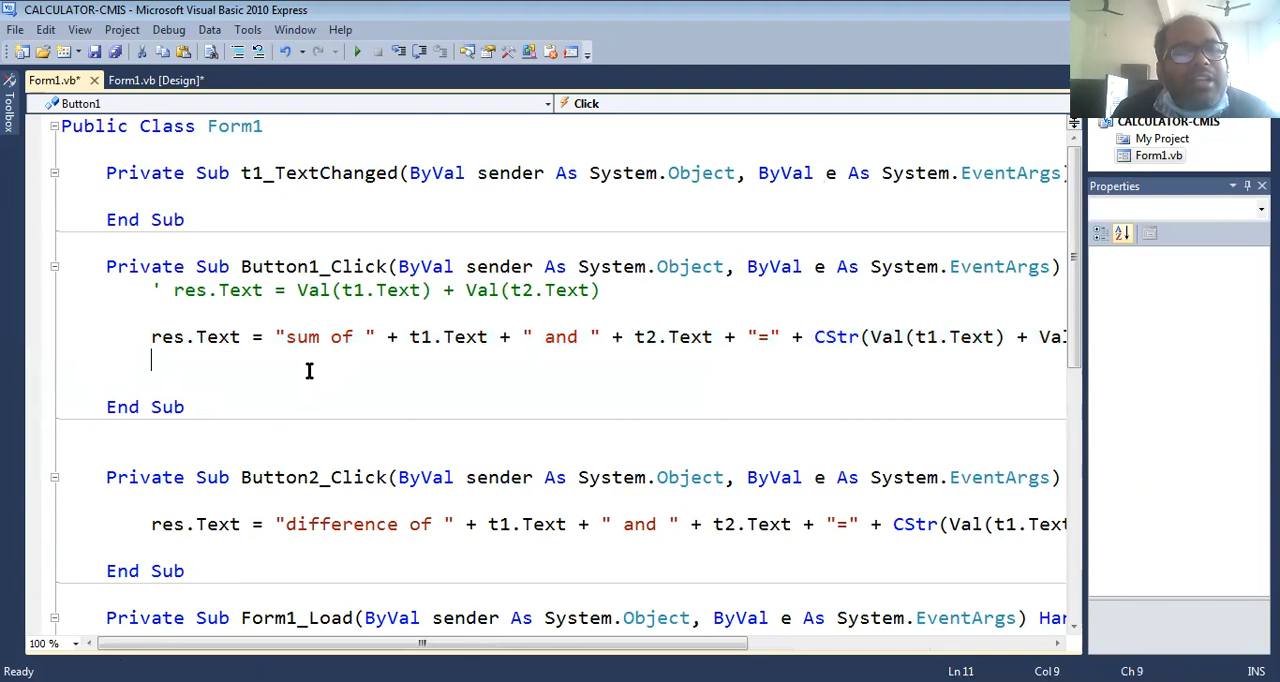 CALCULATOR-CMIS - Microsoft Visual Basic 2010 Express
File Edit View Project Debug Data Tools Window Help
Form1.vb* Form1.vb [Design]*
Toolbox
Button1 Click
Public Class Form1
Private Sub t1_TextChanged(ByVal sender As System.Object, ByVal e As System.EventArgs)
End Sub
Private Sub Button1_Click(ByVal sender As System.Object, ByVal e As System.EventArgs)
' res.Text = Val(t1.Text) + Val(t2.Text)
res.Text = "sum of " + t1.Text + " and " + t2.Text + "=" + CStr(Val(t1.Text) + Val
End Sub
Private Sub Button2_Click(ByVal sender As System.Object, ByVal e As System.EventArgs)
res.Text = "difference of " + t1.Text + " and " + t2.Text + "=" + CStr(Val(t1.Text
End Sub
Private Sub Form1_Load(ByVal sender As System.Object, ByVal e As System.EventArgs) Han
100 %
CALCULATOR-CMIS
My Project
Form1.vb
Properties
Ready Ln 11 Col 9 Ch 9 INS